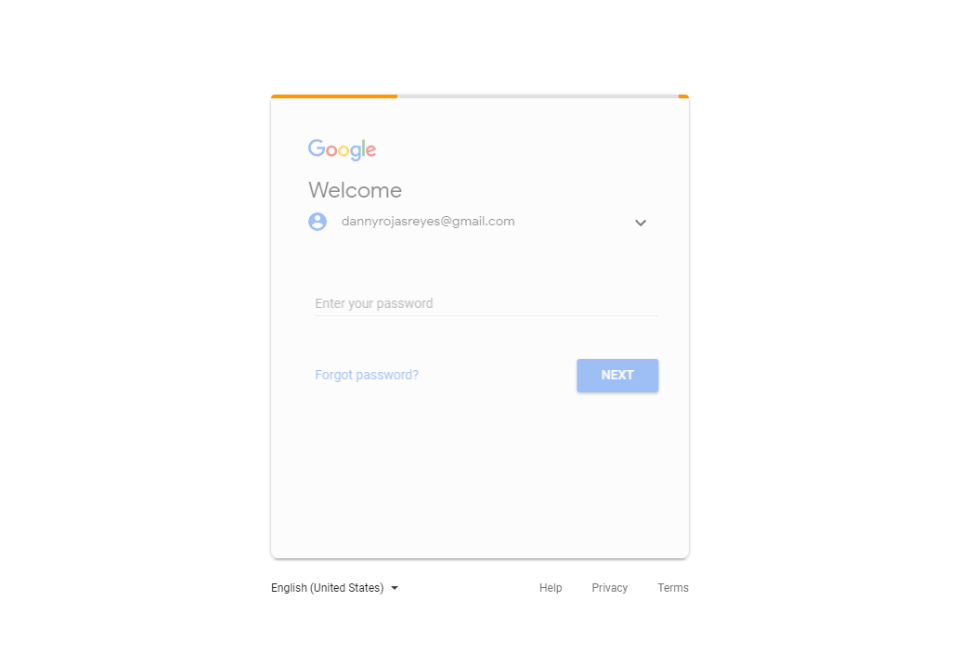 Google
Welcome
dannyrojasreyes@gmail.com
Enter your password
Forgot password? NEXT
English (United States) Help Privacy Terms